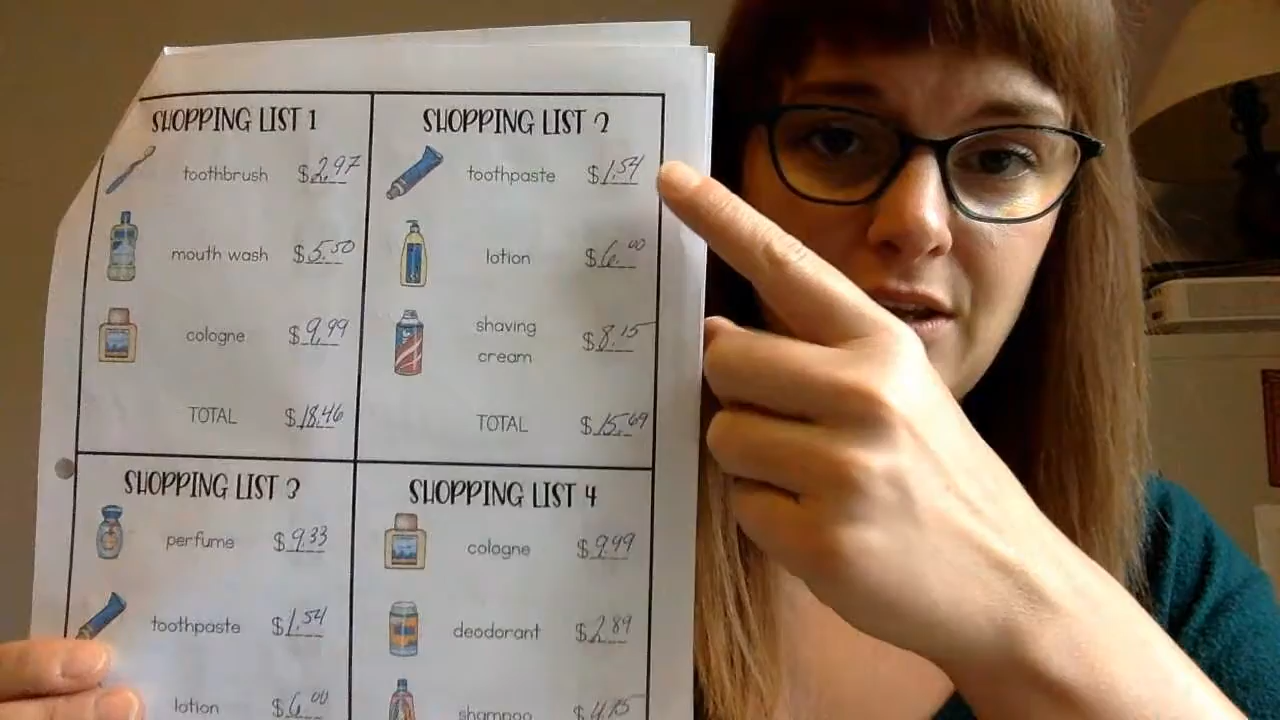 SHOPPING LIST 1
toothbrush $2.97
mouth wash $5.50
cologne $9.99
TOTAL $18.46
SHOPPING LIST 2
toothpaste $1.54
lotion $6.00
shaving
cream $8.15
TOTAL $15.69
SHOPPING LIST 3
perfume $9.33
toothpaste $1.54
lotion $6.00
SHOPPING LIST 4
cologne $9.99
deodorant $2.89
shampoo $4.75